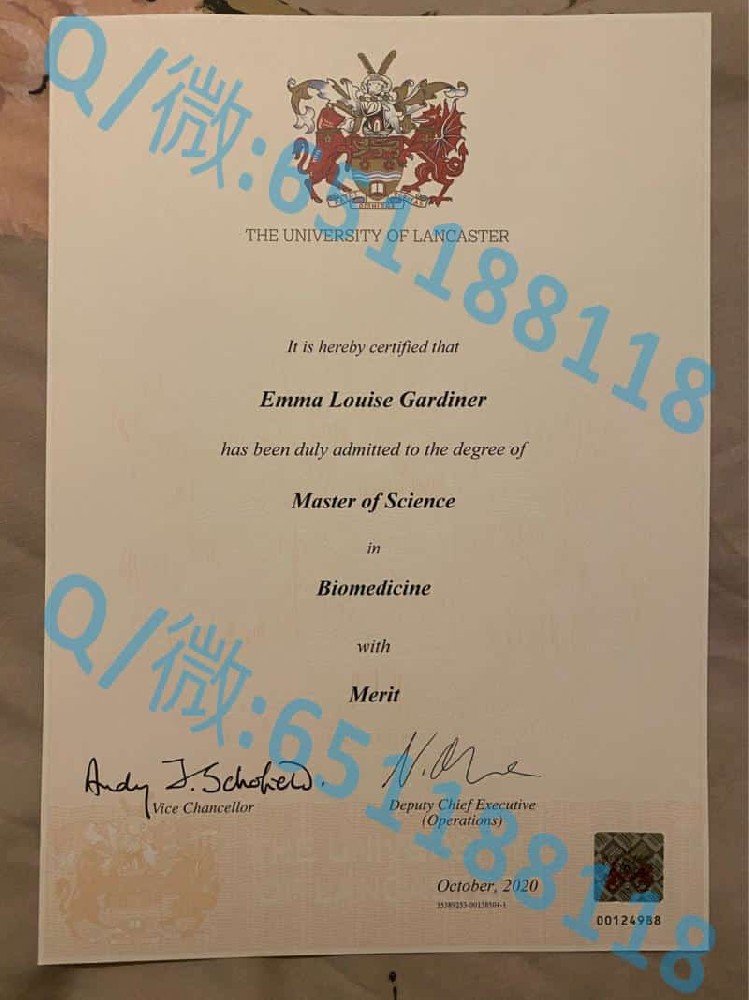 THE UNIVERSITY OF LANCASTER
It is hereby certified that
Emma Louise Gardiner
has been duly admitted to the degree of
Master of Science
in
Biomedicine
with
Merit
Andy J. Schofield.
Vice Chancellor
Deputy Chief Executive
(Operations)
October, 2020
00124988
Q/微:6511188118
Q/微:6511188118